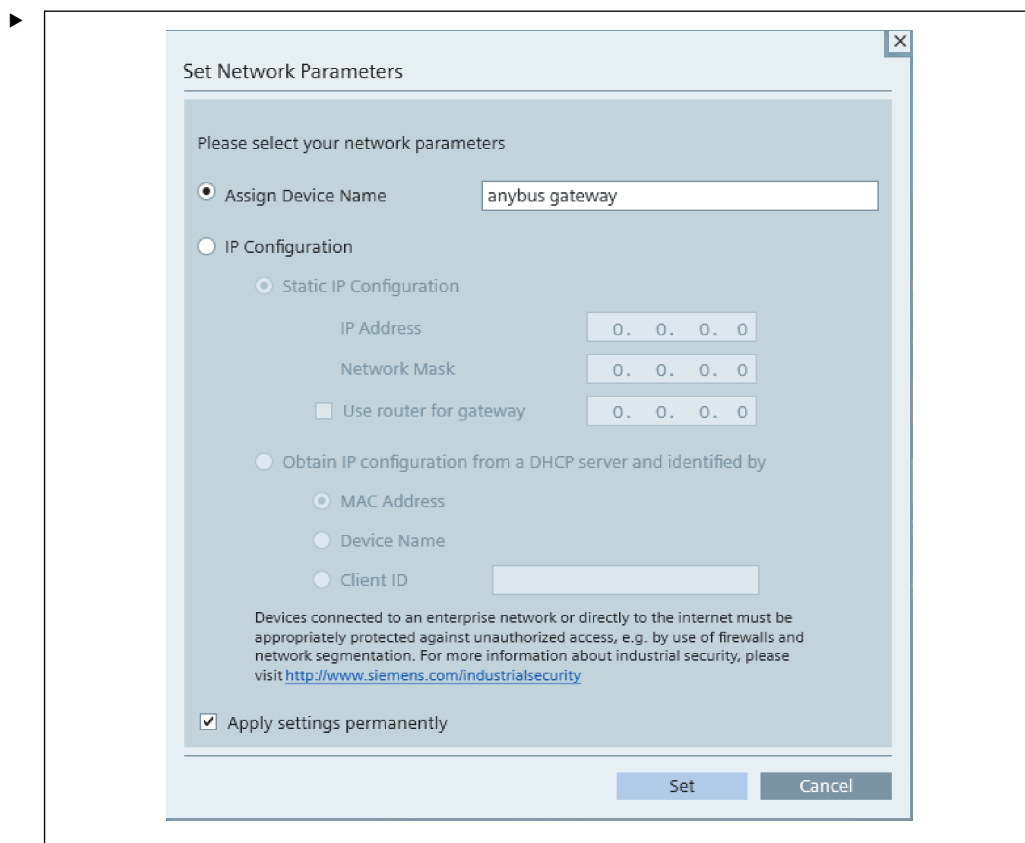 Set Network Parameters
Please select your network parameters
Assign Device Name anybus gateway
IP Configuration
Static IP Configuration
IP Address 0. 0. 0. 0
Network Mask 0. 0. 0. 0
Use router for gateway 0. 0. 0. 0
Obtain IP configuration from a DHCP server and identified by
MAC Address
Device Name
Client ID
Devices connected to an enterprise network or directly to the internet must be
appropriately protected against unauthorized access, e.g. by use of firewalls and
network segmentation. For more information about industrial security, please
visit http://www.siemens.com/industrialsecurity
Apply settings permanently
Set Cancel